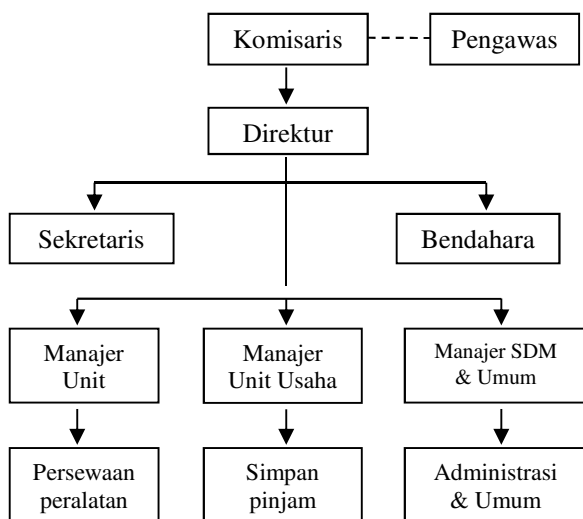 Komisaris
Pengawas
Direktur
Sekretaris
Bendahara
Manajer
Unit
Manajer
Unit Usaha
Manajer SDM
& Umum
Persewaan
peralatan
Simpan
pinjam
Administrasi
& Umum